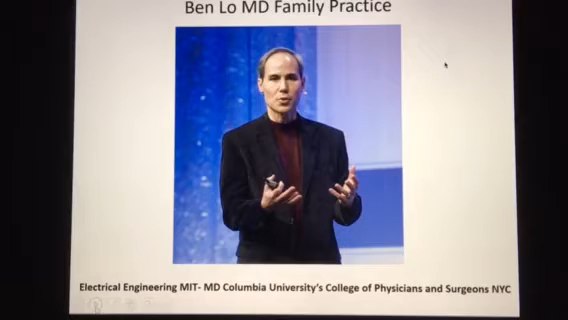 Ben Lo MD Family Practice
Electrical Engineering MIT- MD Columbia University's College of Physicians and Surgeons NYC